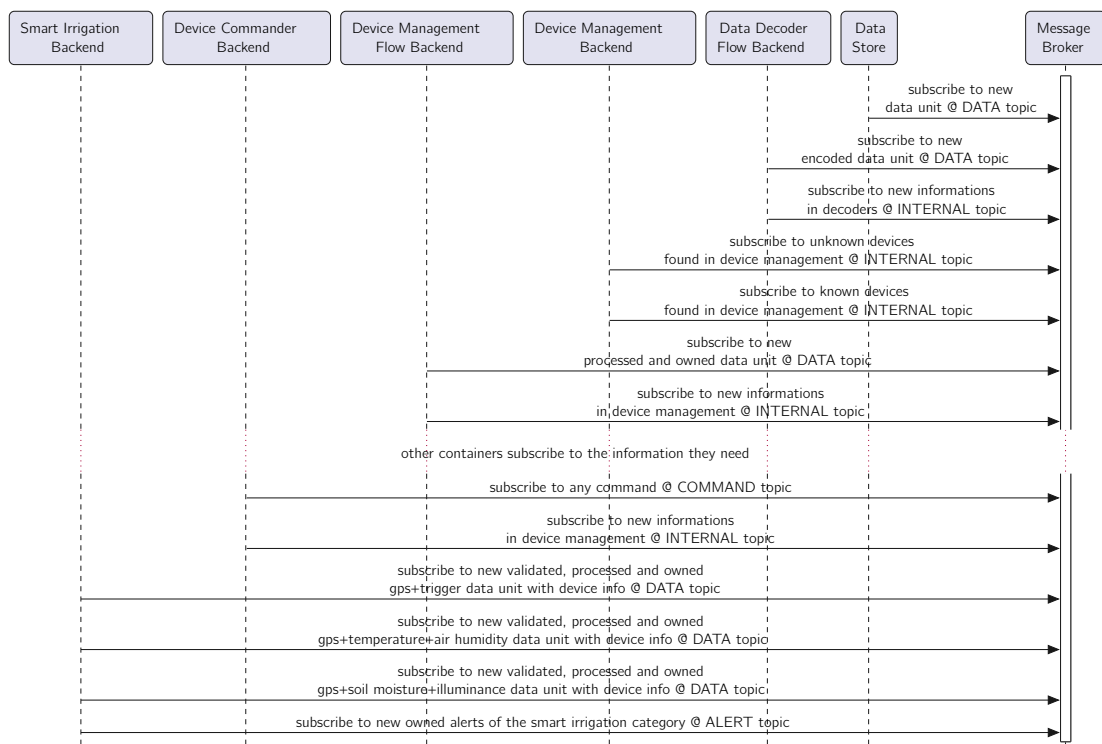 Smart Irrigation
Backend
Device Commander
Backend
Device Management
Flow Backend
Device Management
Backend
Data Decoder
Flow Backend
Data
Store
Message
Broker
subscribe to new
data unit @ DATA topic
subscribe to new
encoded data unit @ DATA topic
subscribe to new informations
in decoders @ INTERNAL topic
subscribe to unknown devices
found in device management @ INTERNAL topic
subscribe to known devices
found in device management @ INTERNAL topic
subscribe to new
processed and owned data unit @ DATA topic
subscribe to new informations
in device management @ INTERNAL topic
other containers subscribe to the information they need
subscribe to any command @ COMMAND topic
subscribe to new informations
in device management @ INTERNAL topic
subscribe to new validated, processed and owned
gps+trigger data unit with device info @ DATA topic
subscribe to new validated, processed and owned
gps+temperature+air humidity data unit with device info @ DATA topic
subscribe to new validated, processed and owned
gps+soil moisture+illuminance data unit with device info @ DATA topic
subscribe to new owned alerts of the smart irrigation category @ ALERT topic